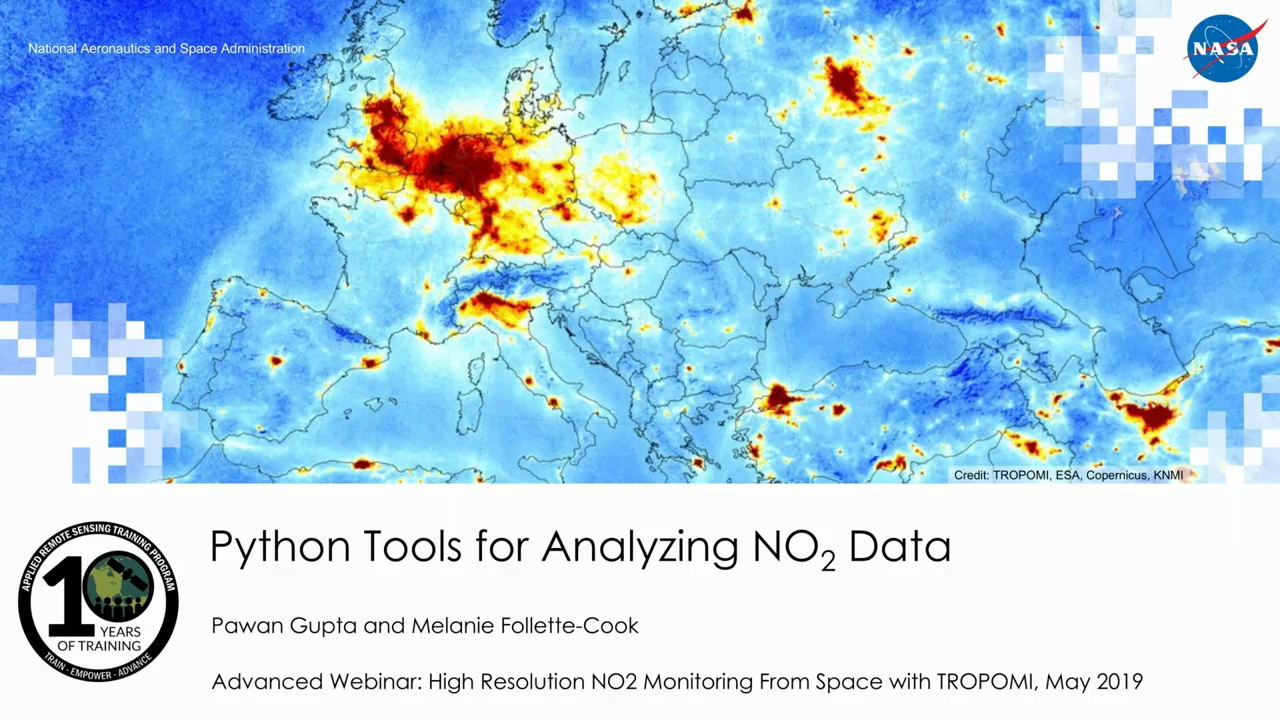 National Aeronautics and Space Administration
NASA
Credit: TROPOMI, ESA, Copernicus, KNMI
APPLIED REMOTE SENSING TRAINING PROGRAM
10
YEARS
OF TRAINING
TRAIN - EMPOWER - ADVANCE
Python Tools for Analyzing NO₂ Data
Pawan Gupta and Melanie Follette-Cook
Advanced Webinar: High Resolution NO2 Monitoring From Space with TROPOMI, May 2019